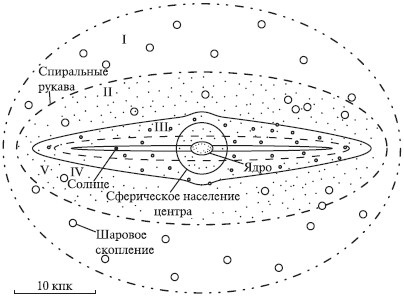 I
Спиральные
рукава
II
III
V
IV
Солнце
Ядро
Сферическое население
центра
Шаровое
скопление
10 кпк